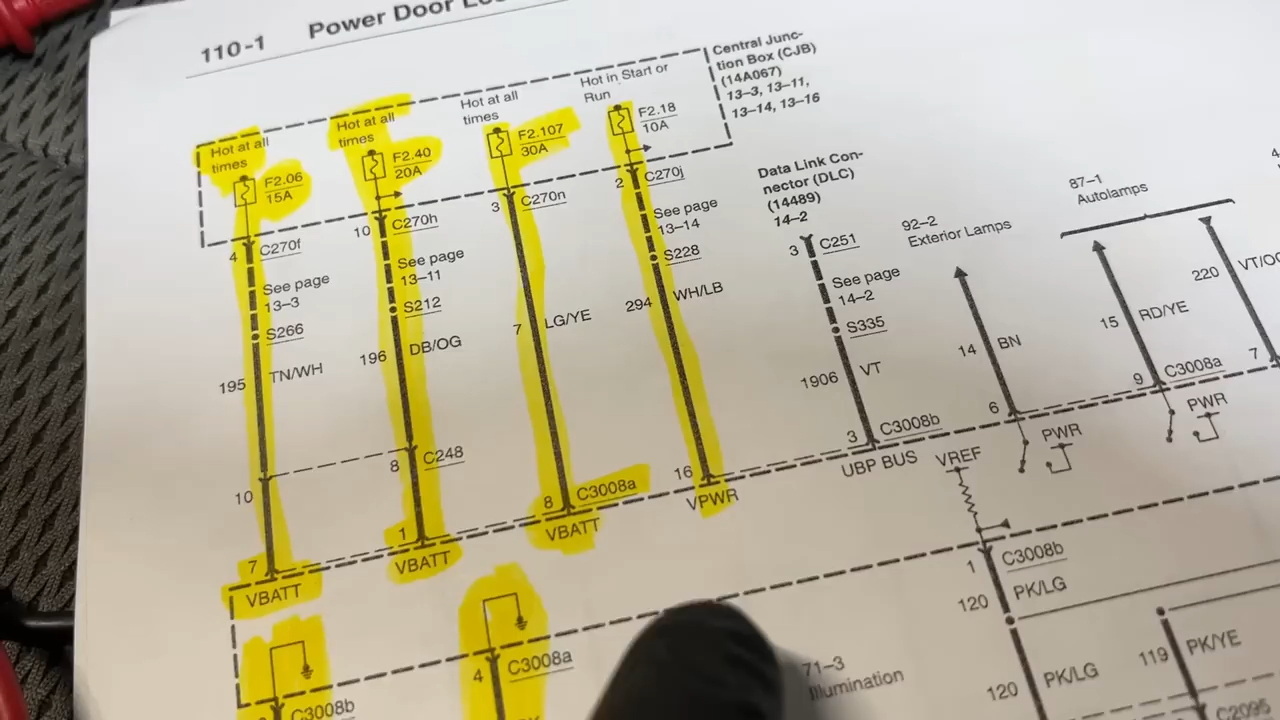 110-1
Power Door
Central Junc-
tion Box (CJB)
(14A067)
13-3, 13-11,
13-14, 13-16
Hot at all
times
F2.06
15A
Hot at all
times
F2.40
20A
Hot at all
times
F2.107
30A
Hot in Start or
Run
F2.18
10A
4
C270f
10
C270h
3
C270n
2
C270j
See page
13-3
See page
13-11
See page
13-14
S266
S212
S228
195
TN/WH
196
DB/OG
7
LG/YE
294
WH/LB
Data Link Con-
nector (DLC)
(14489)
14-2
3
C251
See page
14-2
S335
1906
VT
3
C3008b
UBP BUS
92-2
Exterior Lamps
14
BN
6
PWR
87-1
Autolamps
15
RD/YE
220
9
C3008a
7
PWR
10
8
C248
7
VBATT
1
VBATT
8
C3008a
VBATT
16
VPWR
VREF
1
C3008b
120
PK/LG
120
PK/LG
119
PK/YE
C2095
C3008b
4
C3008a
71-3
Illumination